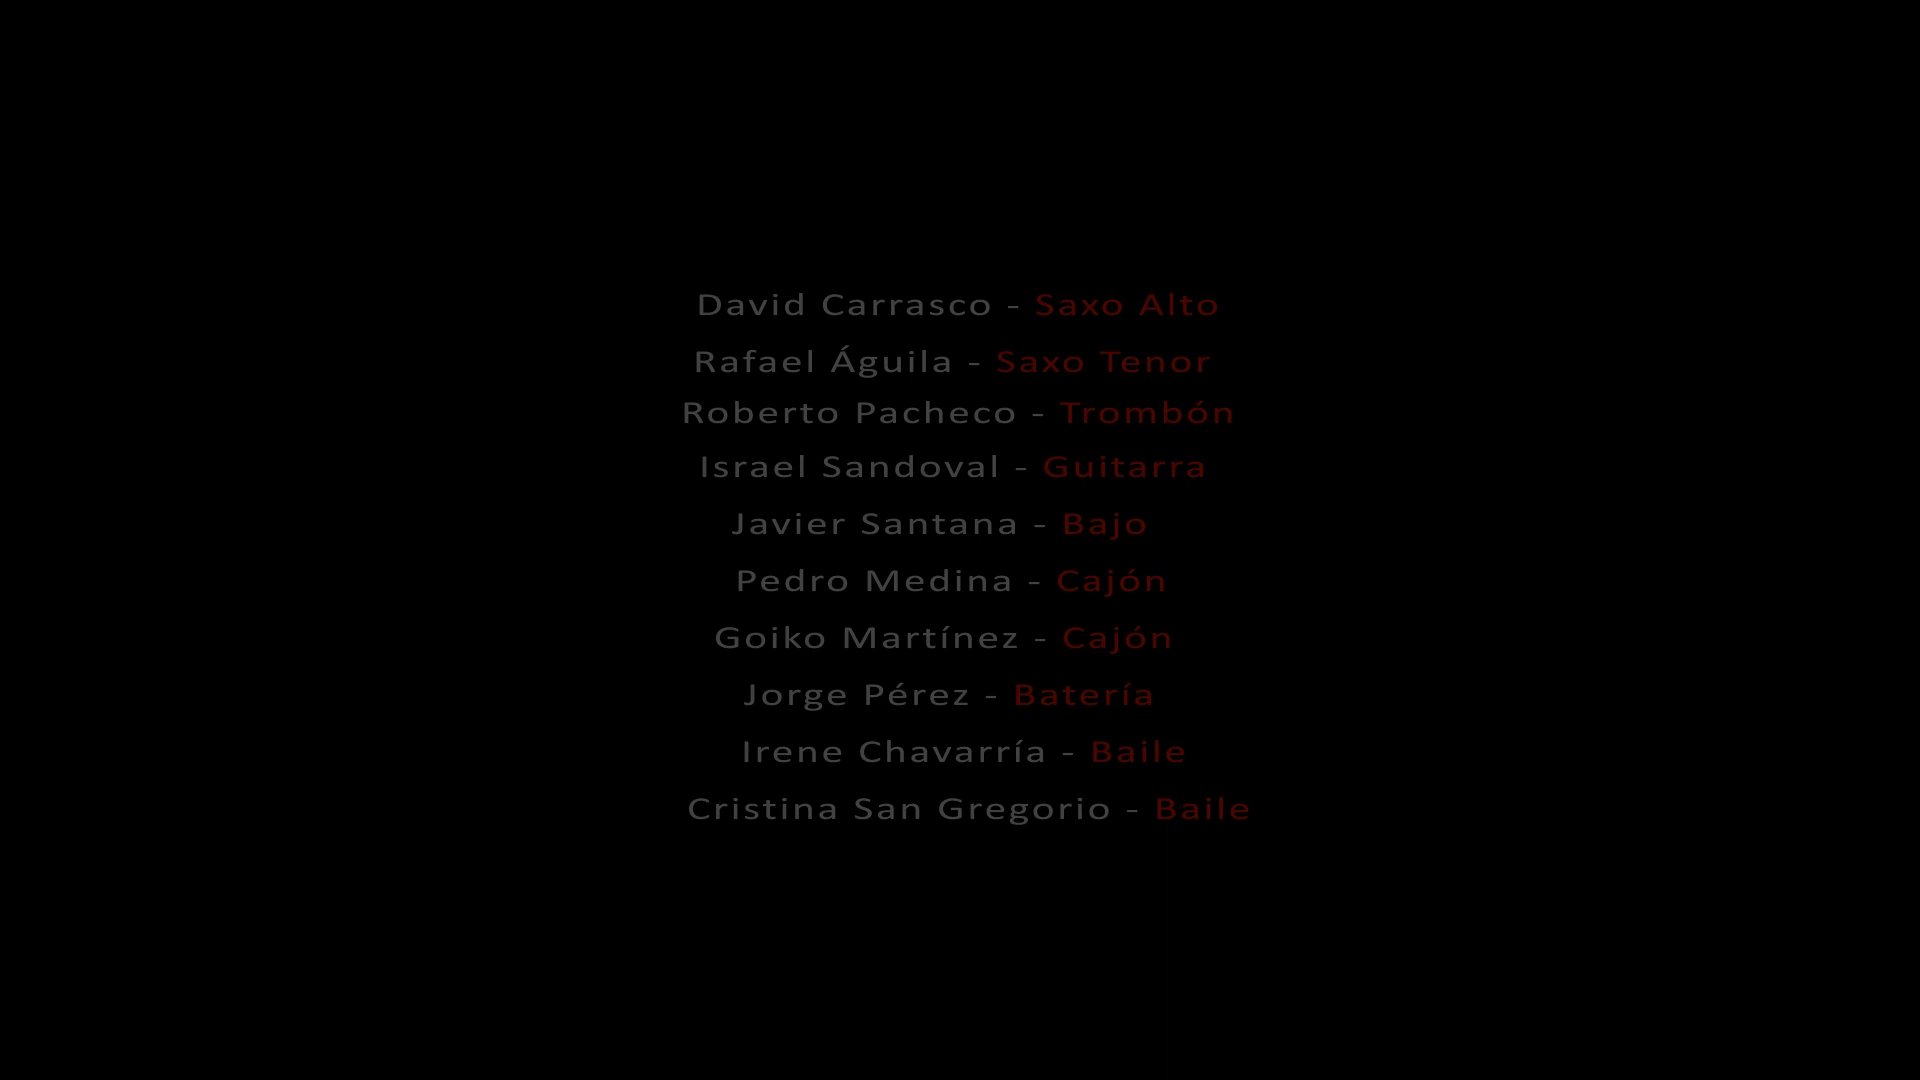 David Carrasco - Saxo Alto
Rafael Águila - Saxo Tenor
Roberto Pacheco - Trombón
Israel Sandoval - Guitarra
Javier Santana - Bajo
Pedro Medina - Cajón
Goiko Martínez - Cajón
Jorge Pérez - Batería
Irene Chavarría - Baile
Cristina San Gregorio - Baile